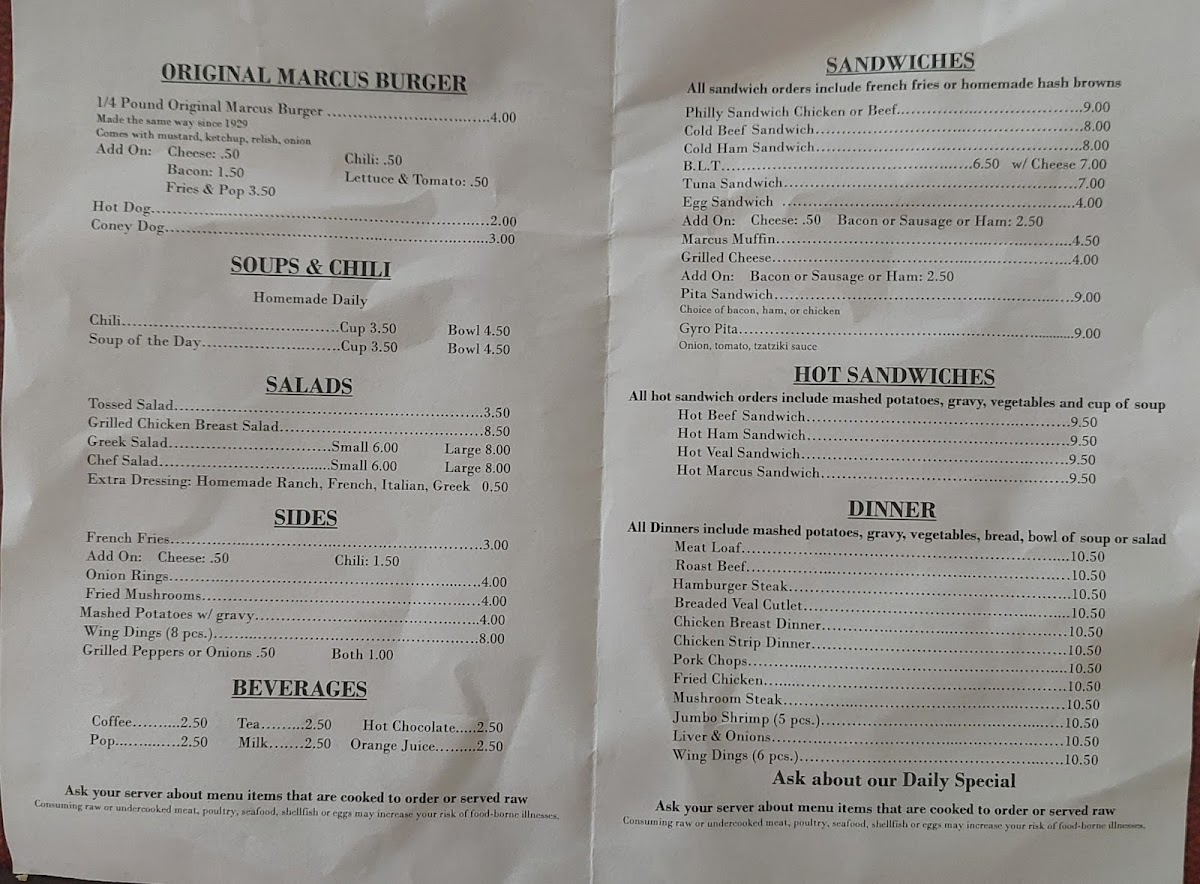 ORIGINAL MARCUS BURGER
1/4 Pound Original Marcus Burger ..............................4.00
Made the same way since 1929
Comes with mustard, ketchup, relish, onion
Add On: Cheese: .50 Chili: .50
Bacon: 1.50 Lettuce & Tomato: .50
Fries & Pop 3.50
Hot Dog..............................2.00
Coney Dog..............................3.00
SOUPS & CHILI
Homemade Daily
Chili..............................Cup 3.50 Bowl 4.50
Soup of the Day..............................Cup 3.50 Bowl 4.50
SALADS
Tossed Salad..............................3.50
Grilled Chicken Breast Salad..............................8.50
Greek Salad..............................Small 6.00 Large 8.00
Chef Salad..............................Small 6.00 Large 8.00
Extra Dressing: Homemade Ranch, French, Italian, Greek 0.50
SIDES
French Fries..............................3.00
Add On: Cheese: .50 Chili: 1.50
Onion Rings..............................4.00
Fried Mushrooms..............................4.00
Mashed Potatoes w/ gravy..............................4.00
Wing Dings (8 pcs.)..............................8.00
Grilled Peppers or Onions .50 Both 1.00
BEVERAGES
Coffee..........2.50 Tea.........2.50 Hot Chocolate.....2.50
Pop.............2.50 Milk.......2.50 Orange Juice.........2.50
Ask your server about menu items that are cooked to order or served raw
Consuming raw or undercooked meat, poultry, seafood, shellfish or eggs may increase your risk of food-borne illnesses.
SANDWICHES
All sandwich orders include french fries or homemade hash browns
Philly Sandwich Chicken or Beef..............................9.00
Cold Beef Sandwich..............................8.00
Cold Ham Sandwich..............................8.00
B.L.T..............................6.50 w/ Cheese 7.00
Tuna Sandwich..............................7.00
Egg Sandwich ..............................4.00
Add On: Cheese: .50 Bacon or Sausage or Ham: 2.50
Marcus Muffin..............................4.50
Grilled Cheese..............................4.00
Add On: Bacon or Sausage or Ham: 2.50
Pita Sandwich..............................9.00
Choice of bacon, ham, or chicken
Gyro Pita..............................9.00
Onion, tomato, tzatziki sauce
HOT SANDWICHES
All hot sandwich orders include mashed potatoes, gravy, vegetables and cup of soup
Hot Beef Sandwich..............................9.50
Hot Ham Sandwich..............................9.50
Hot Veal Sandwich..............................9.50
Hot Marcus Sandwich..............................9.50
DINNER
All Dinners include mashed potatoes, gravy, vegetables, bread, bowl of soup or salad
Meat Loaf..............................10.50
Roast Beef..............................10.50
Hamburger Steak..............................10.50
Breaded Veal Cutlet..............................10.50
Chicken Breast Dinner..............................10.50
Chicken Strip Dinner..............................10.50
Pork Chops..............................10.50
Fried Chicken..............................10.50
Mushroom Steak..............................10.50
Jumbo Shrimp (5 pcs.)..............................10.50
Liver & Onions..............................10.50
Wing Dings (6 pcs.)..............................10.50
Ask about our Daily Special
Ask your server about menu items that are cooked to order or served raw
Consuming raw or undercooked meat, poultry, seafood, shellfish or eggs may increase your risk of food-borne illnesses.